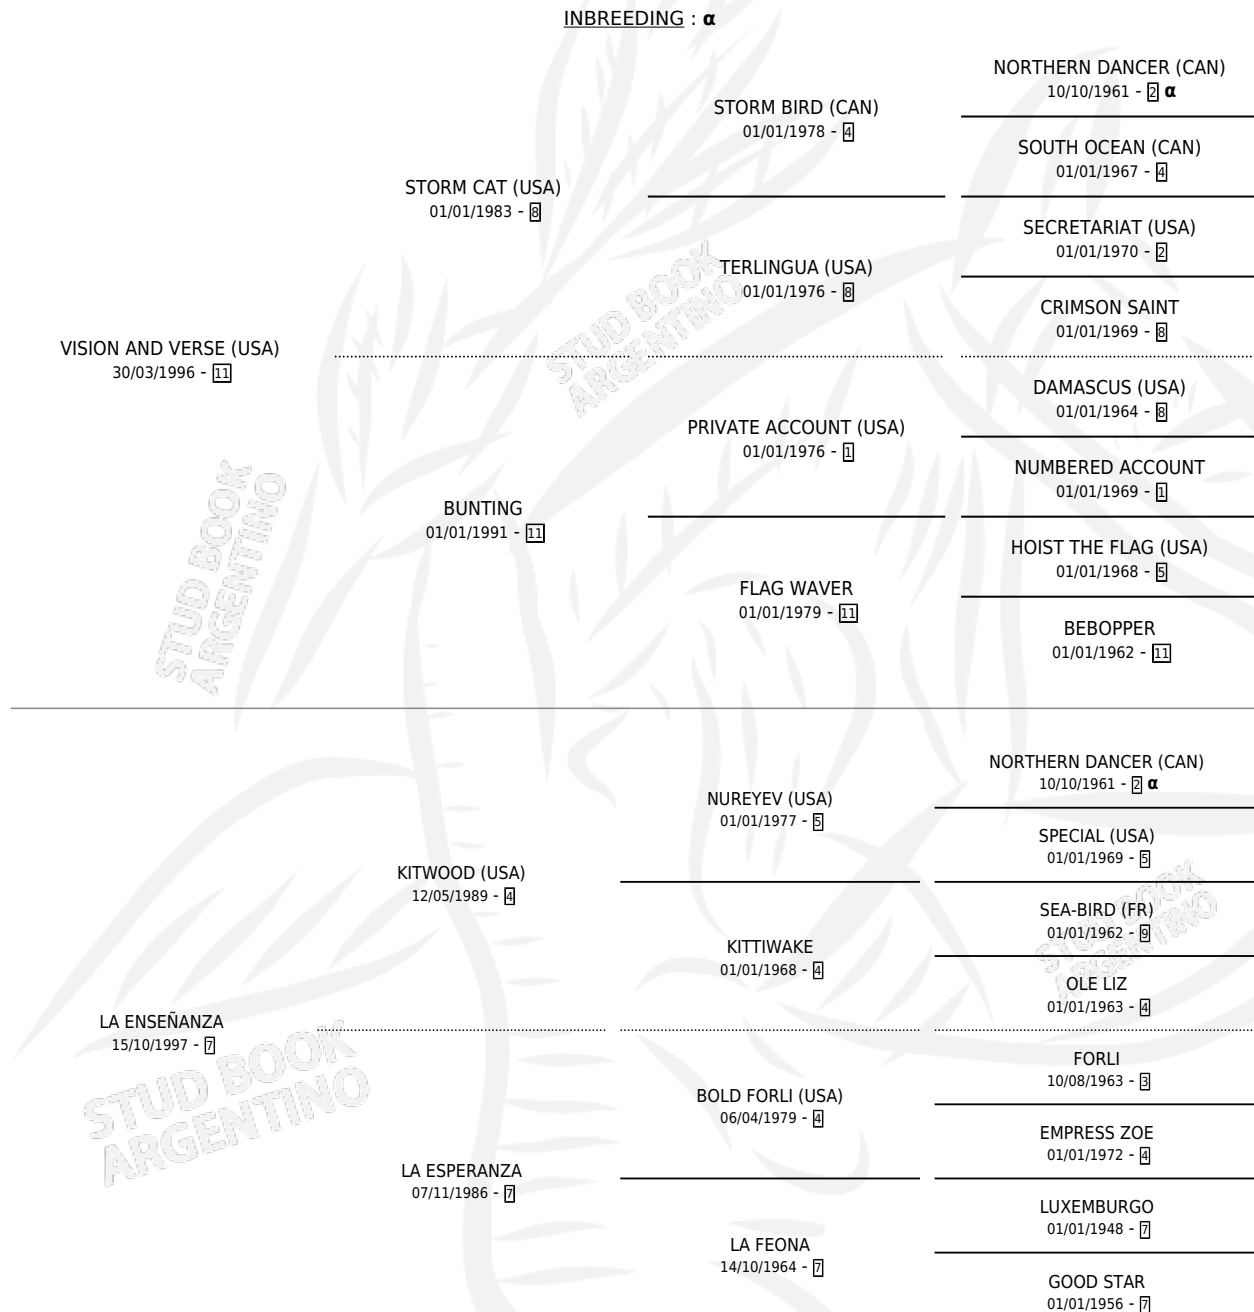 INBREEDING : α
NORTHERN DANCER (CAN)
10/10/1961 - 2 α
STORM BIRD (CAN)
01/01/1978 - 4
SOUTH OCEAN (CAN)
01/01/1967 - 4
STORM CAT (USA)
01/01/1983 - 8
SECRETARIAT (USA)
01/01/1970 - 2
TERLINGUA (USA)
01/01/1976 - 8
CRIMSON SAINT
01/01/1969 - 8
VISION AND VERSE (USA)
30/03/1996 - 11
DAMASCUS (USA)
01/01/1964 - 8
PRIVATE ACCOUNT (USA)
01/01/1976 - 1
NUMBERED ACCOUNT
01/01/1969 - 1
BUNTING
01/01/1991 - 11
HOIST THE FLAG (USA)
01/01/1968 - 5
FLAG WAVER
01/01/1979 - 11
BEBOPPER
01/01/1962 - 11
NORTHERN DANCER (CAN)
10/10/1961 - 2 α
NUREYEV (USA)
01/01/1977 - 5
SPECIAL (USA)
01/01/1969 - 5
KITWOOD (USA)
12/05/1989 - 4
SEA-BIRD (FR)
01/01/1962 - 9
KITTIWAKE
01/01/1968 - 4
OLE LIZ
01/01/1963 - 4
LA ENSEÑANZA
15/10/1997 - 7
FORLI
10/08/1963 - 3
BOLD FORLI (USA)
06/04/1979 - 4
EMPRESS ZOE
01/01/1972 - 4
LA ESPERANZA
07/11/1986 - 7
LUXEMBURGO
01/01/1948 - 7
LA FEONA
14/10/1964 - 7
GOOD STAR
01/01/1956 - 7
STUD BOOK
ARGENTINO
STUD BOOK
ARGENTINO
STUD BOOK
ARGENTINO
STUD BOOK
ARGENTINO